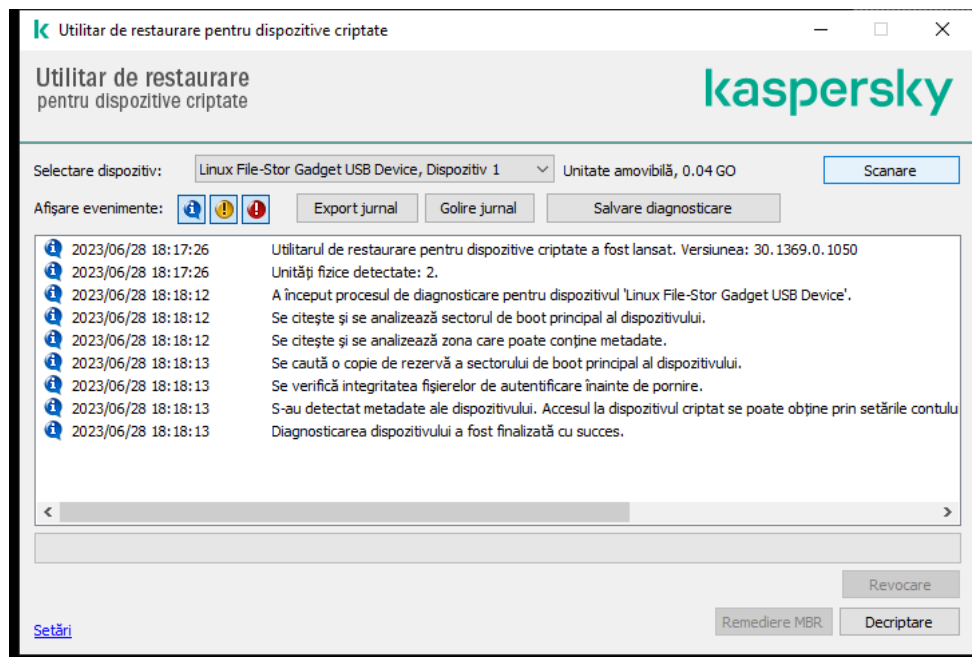 Utilitar de restaurare pentru dispozitive criptate
Utilitar de restaurare
pentru dispozitive criptate
kaspersky
Selectare dispozitiv: Linux File-Stor Gadget USB Device, Dispozitiv 1 Unitate amovibilă, 0.04 GO Scanare
Afișare evenimente: Export jurnal Golire jurnal Salvare diagnosticare
2023/06/28 18:17:26 Utilitarul de restaurare pentru dispozitive criptate a fost lansat. Versiunea: 30.1369.0.1050
2023/06/28 18:17:26 Unități fizice detectate: 2.
2023/06/28 18:18:12 A început procesul de diagnosticare pentru dispozitivul 'Linux File-Stor Gadget USB Device'.
2023/06/28 18:18:12 Se citește și se analizează sectorul de boot principal al dispozitivului.
2023/06/28 18:18:12 Se citește și se analizează zona care poate conține metadate.
2023/06/28 18:18:13 Se caută o copie de rezervă a sectorului de boot principal al dispozitivului.
2023/06/28 18:18:13 Se verifică integritatea fișierelor de autentificare înainte de pornire.
2023/06/28 18:18:13 S-au detectat metadate ale dispozitivului. Accesul la dispozitivul criptat se poate obține prin setările contulu
2023/06/28 18:18:13 Diagnosticarea dispozitivului a fost finalizată cu succes.
Revocare
Setări Remediere MBR Decriptare